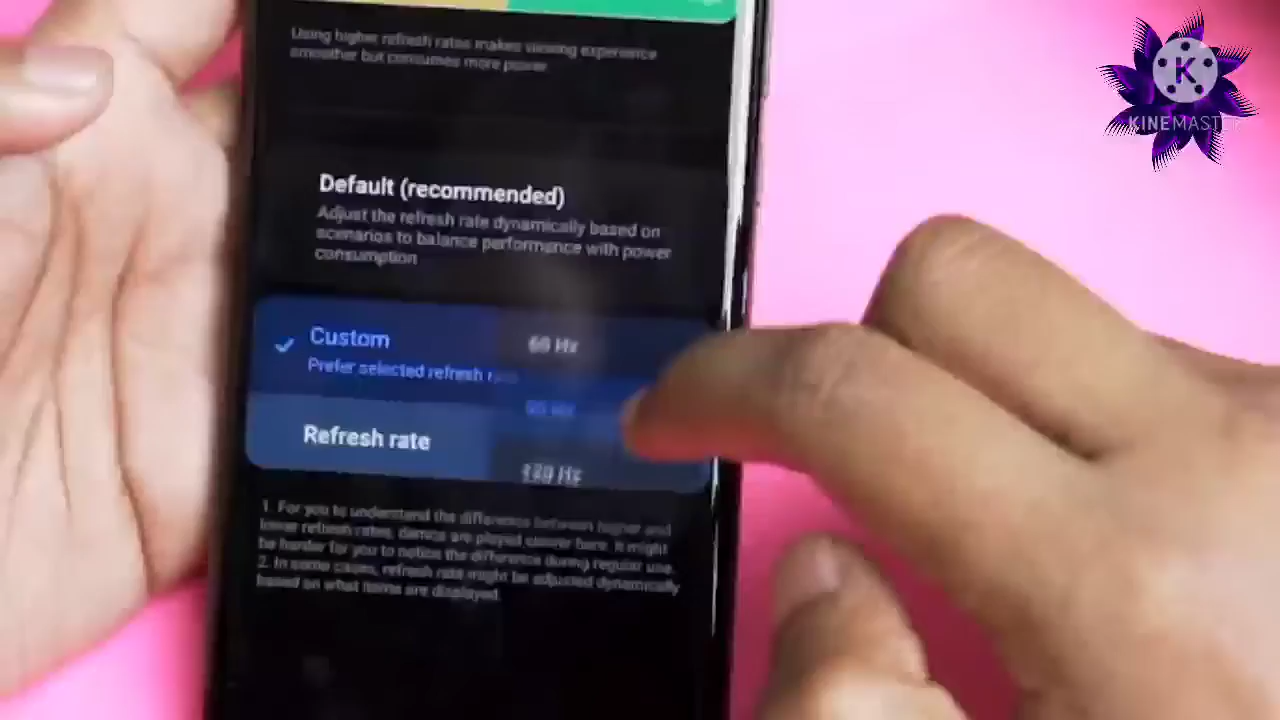 Using higher refresh rates makes viewing experience
smoother but consumes more power
Default (recommended)
Adjust the refresh rate dynamically based on
scenarios to balance performance with power
consumption
Custom
Prefer selected refresh
60 Hz
90 Hz
Refresh rate
120 Hz
1. For you to understand the difference between higher and
lower refresh rates, demos are played slower here. It might
be harder for you to notice the difference during regular use.
2. In some cases, refresh rate might be adjusted dynamically
based on what items are displayed.
K
KINEMASTER